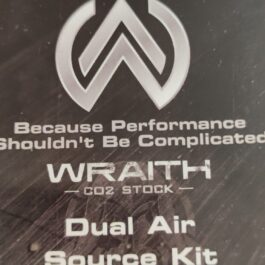 Because Performance
Shouldn't Be Complicated
WRAITH
CO2 STOCK
Dual Air
Source Kit